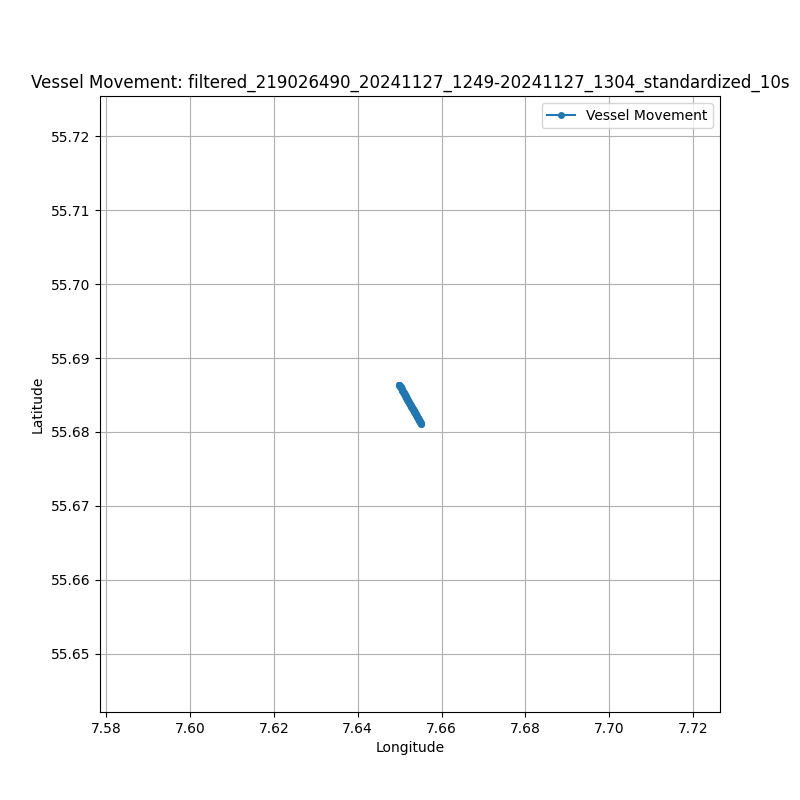 Vessel Movement: filtered_219026490_20241127_1249-20241127_1304_standardized_10s
Vessel Movement
55.72
55.71
55.70
55.69
55.68
55.67
55.66
55.65
Latitude
7.58 7.60 7.62 7.64 7.66 7.68 7.70 7.72
Longitude